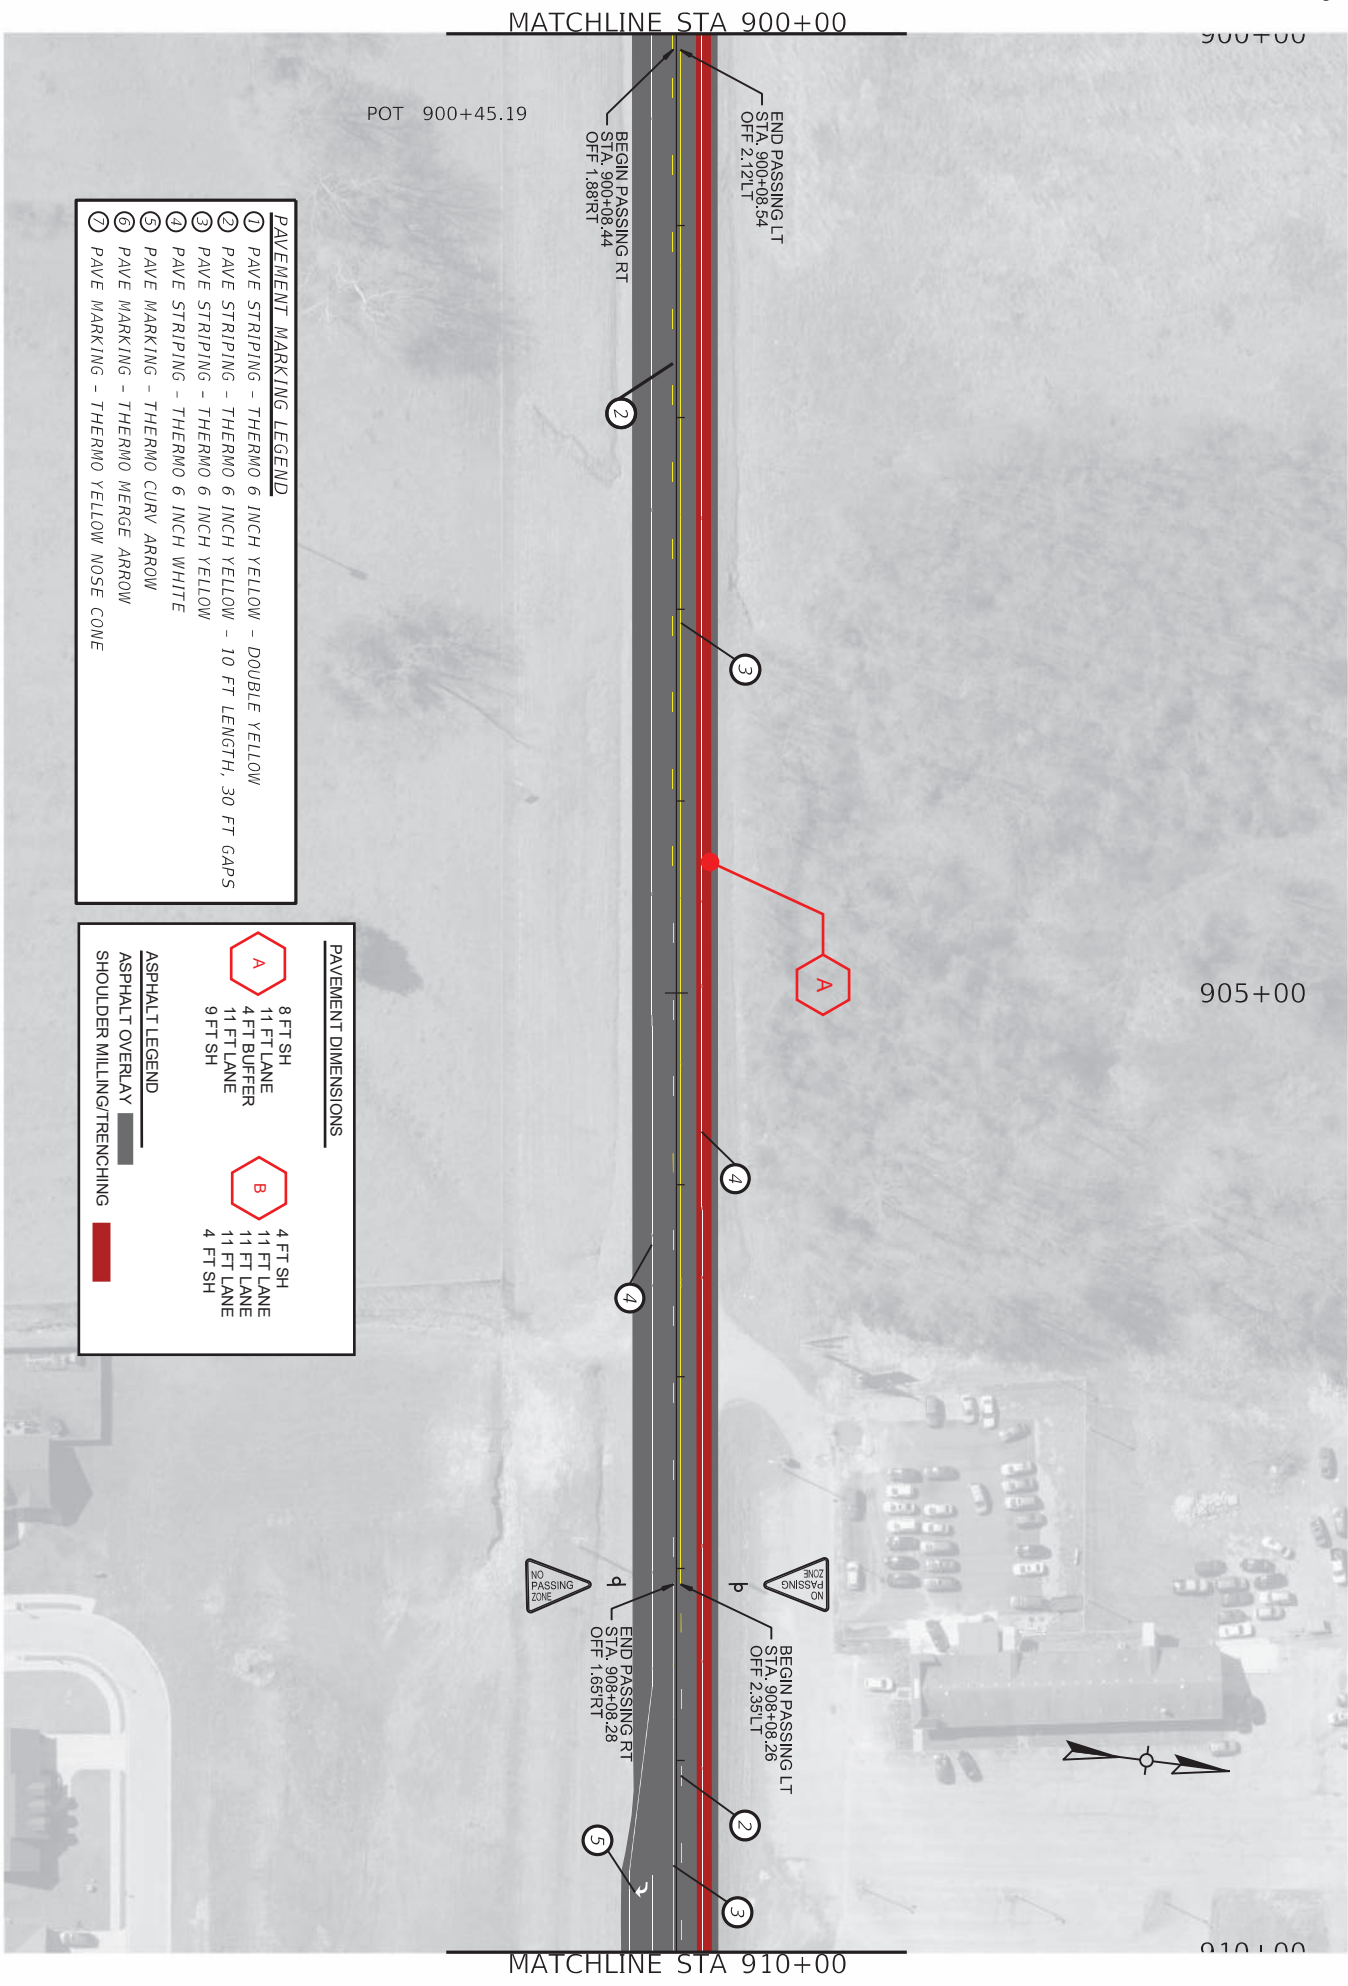 MATCHLINE STA 900+00
900+00
POT 900+45.19
END PASSING LT
STA. 900+08.54
OFF 2.12'LT
BEGIN PASSING RT
STA. 900+08.44
OFF 1.88'RT
2
3
PAVEMENT MARKING LEGEND
1 PAVE STRIPING - THERMO 6 INCH YELLOW - DOUBLE YELLOW
2 PAVE STRIPING - THERMO 6 INCH YELLOW - 10 FT LENGTH, 30 FT GAPS
3 PAVE STRIPING - THERMO 6 INCH YELLOW
4 PAVE STRIPING - THERMO 6 INCH WHITE
5 PAVE MARKING - THERMO CURV ARROW
6 PAVE MARKING - THERMO MERGE ARROW
7 PAVE MARKING - THERMO YELLOW NOSE CONE
A
905+00
PAVEMENT DIMENSIONS
A
8 FT SH
11 FT LANE
4 FT BUFFER
11 FT LANE
9 FT SH
B
4 FT SH
11 FT LANE
11 FT LANE
11 FT LANE
4 FT SH
ASPHALT LEGEND
ASPHALT OVERLAY
SHOULDER MILLING/TRENCHING
4
4
NO
PASSING
ZONE
NO
PASSING
ZONE
BEGIN PASSING LT
STA. 908+08.26
OFF 2.35'LT
END PASSING RT
STA. 908+08.28
OFF 1.65'RT
2
5
3
910+00
MATCHLINE STA 910+00